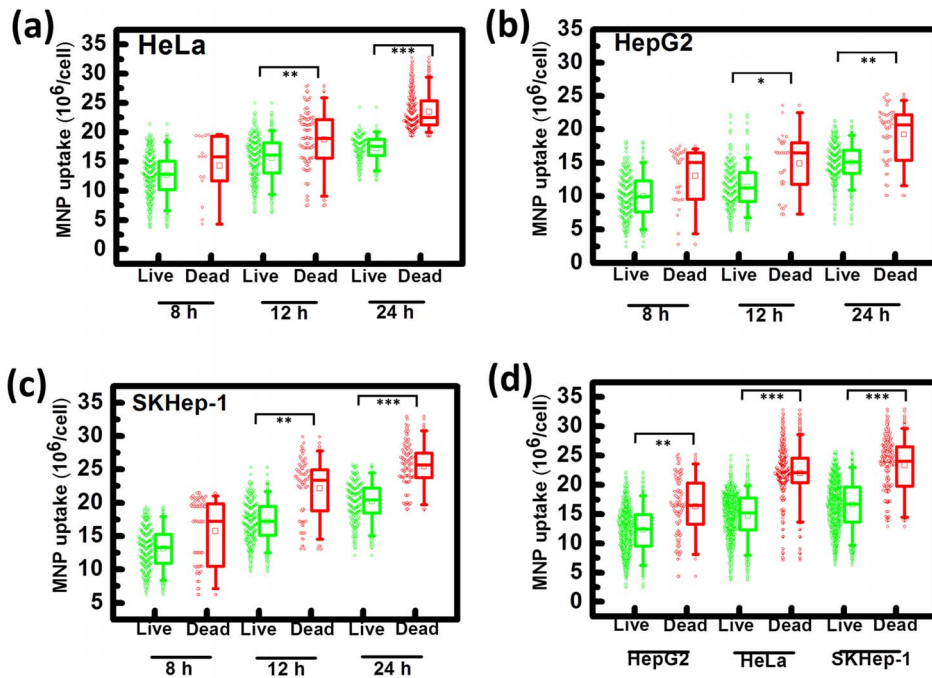 (a)
HeLa
MNP uptake (10⁶/cell)
35
30
25
20
15
10
5
0
**
***
Live Dead Live Dead Live Dead
8 h 12 h 24 h
(b)
HepG2
MNP uptake (10⁶/cell)
35
30
25
20
15
10
5
0
*
**
Live Dead Live Dead Live Dead
8 h 12 h 24 h
(c)
SKHep-1
MNP uptake (10⁶/cell)
35
30
25
20
15
10
5
**
***
Live Dead Live Dead Live Dead
8 h 12 h 24 h
(d)
MNP uptake (10⁶/cell)
35
30
25
20
15
10
5
0
**
***
***
Live Dead Live Dead Live Dead
HepG2 HeLa SKHep-1